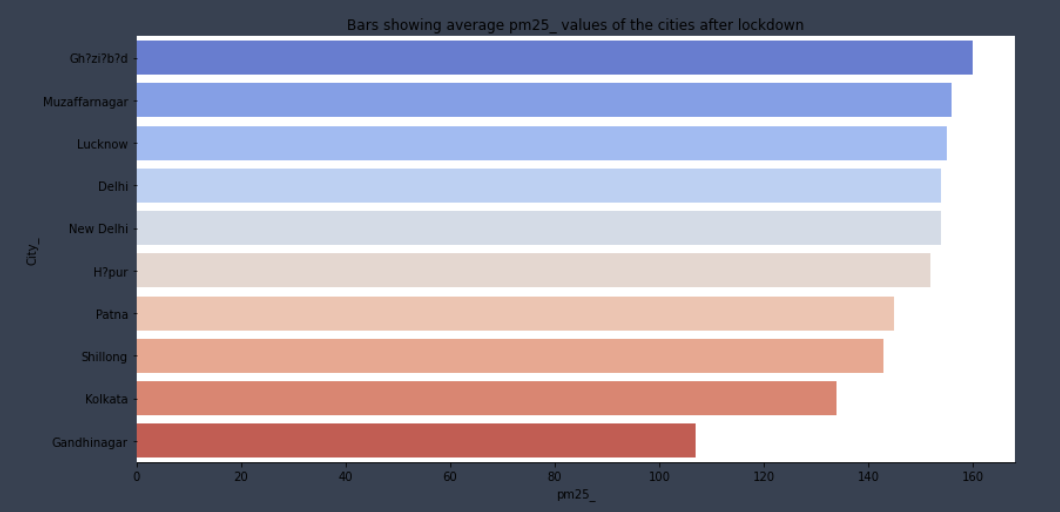 Bars showing average pm25_ values of the cities after lockdown
City_
Gh?zi?b?d
Muzaffarnagar
Lucknow
Delhi
New Delhi
H?pur
Patna
Shillong
Kolkata
Gandhinagar
0 20 40 60 80 100 120 140 160
pm25_